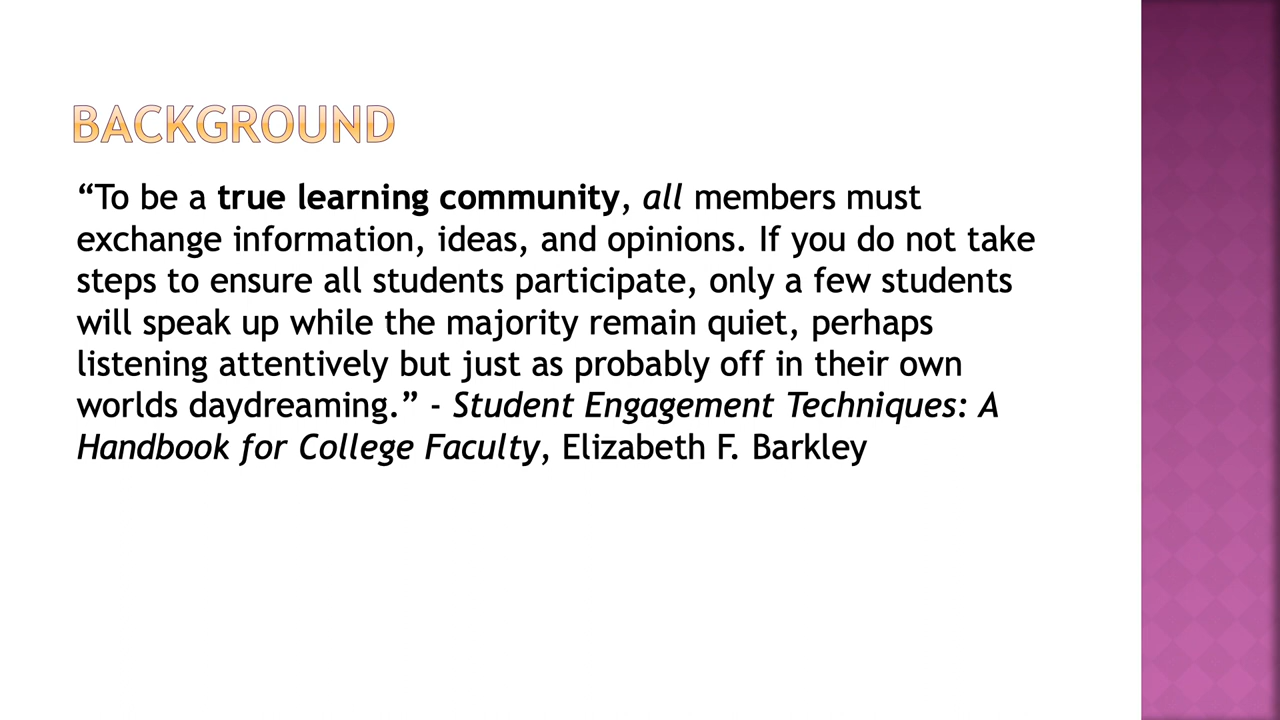 BACKGROUND
“To be a true learning community, all members must
exchange information, ideas, and opinions. If you do not take
steps to ensure all students participate, only a few students
will speak up while the majority remain quiet, perhaps
listening attentively but just as probably off in their own
worlds daydreaming.” - Student Engagement Techniques: A
Handbook for College Faculty, Elizabeth F. Barkley